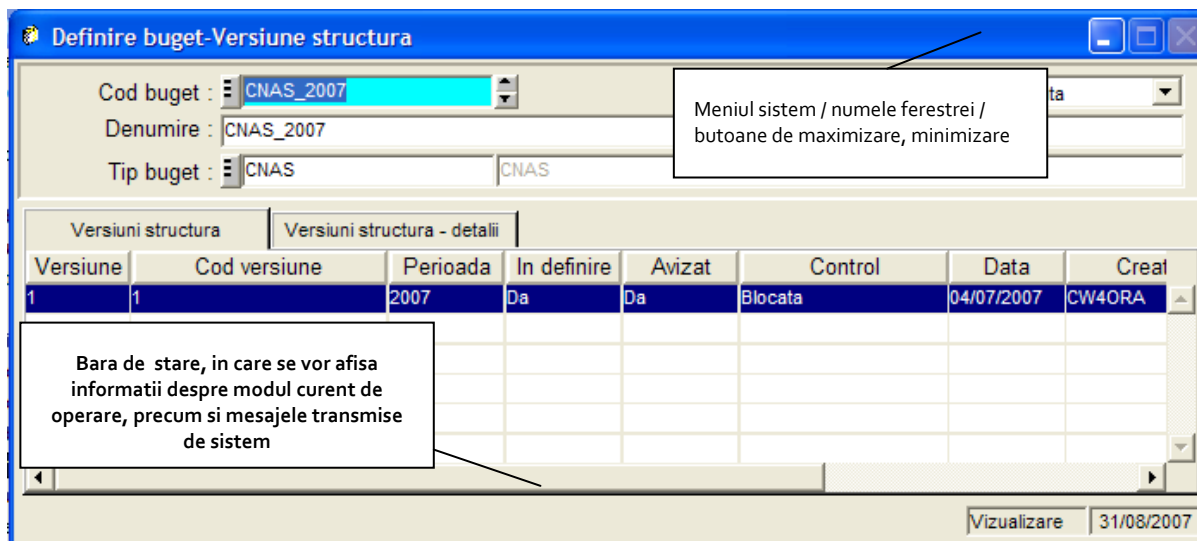 Definire buget-Versiune structura
Cod buget : CNAS_2007 ta
Meniul sistem / numele ferestrei /
butoane de maximizare, minimizare
Denumire : CNAS_2007
Tip buget : CNAS CNAS
Versiuni structura Versiuni structura - detalii
Versiune Cod versiune Perioada In definire Avizat Control Data Creat
1 1 2007 Da Da Blocata 04/07/2007 CW4ORA
Bara de stare, in care se vor afisa
informatii despre modul curent de
operare, precum si mesajele transmise
de sistem
Vizualizare 31/08/2007